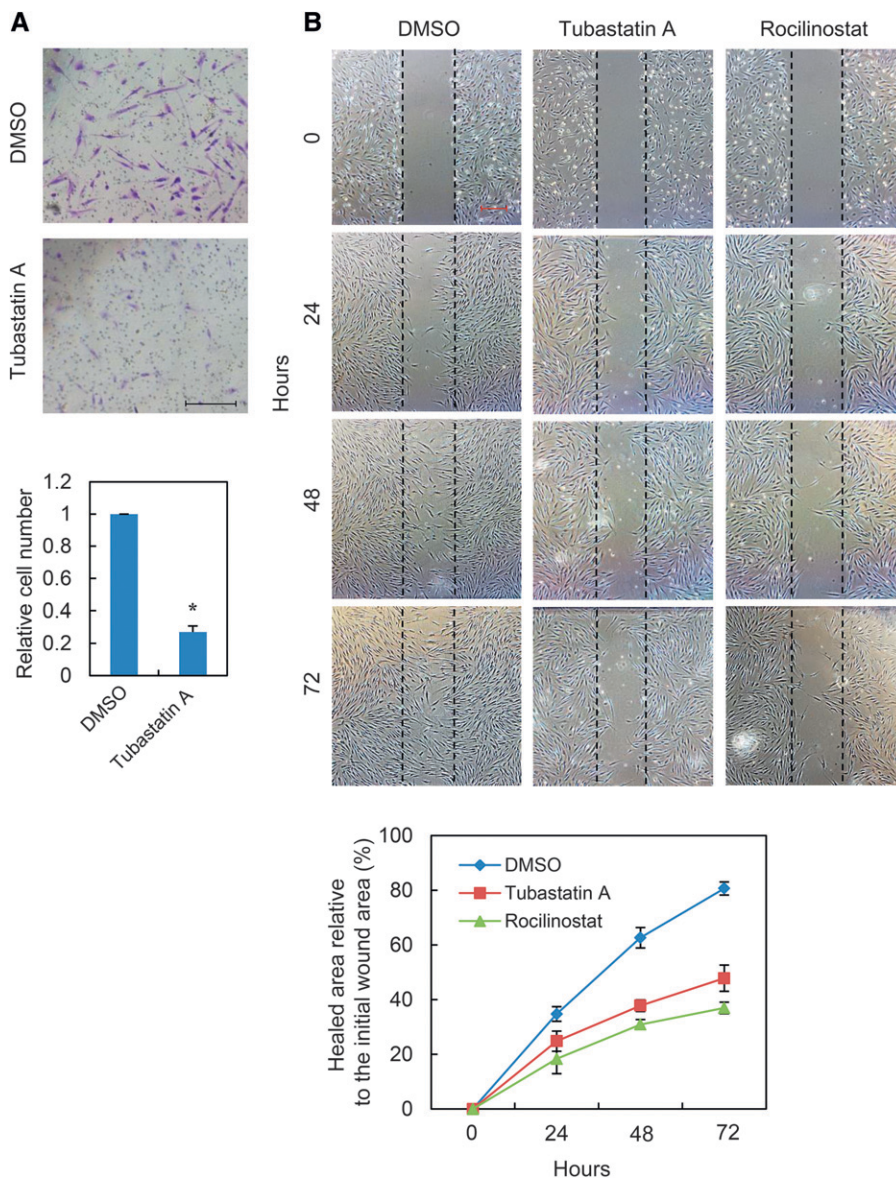 A
DMSO
Tubastatin A
Relative cell number
1.2
1
0.8
0.6
0.4
0.2
0
*
DMSO
Tubastatin A
B
DMSO
Tubastatin A
Rocilinostat
Hours
0
24
48
72
Healed area relative
to the initial wound area (%)
100
80
60
40
20
0
DMSO
Tubastatin A
Rocilinostat
0
24
48
72
Hours